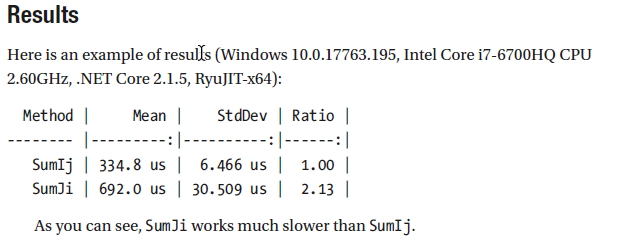 Results
Here is an example of results (Windows 10.0.17763.195, Intel Core i7-6700HQ CPU
2.60GHz, .NET Core 2.1.5, RyuJIT-x64):
Method | Mean | StdDev | Ratio |
-------- |---------:|----------:|------:|
SumIj | 334.8 us | 6.466 us | 1.00 |
SumJi | 692.0 us | 30.509 us | 2.13 |
As you can see, SumJi works much slower than SumIj.